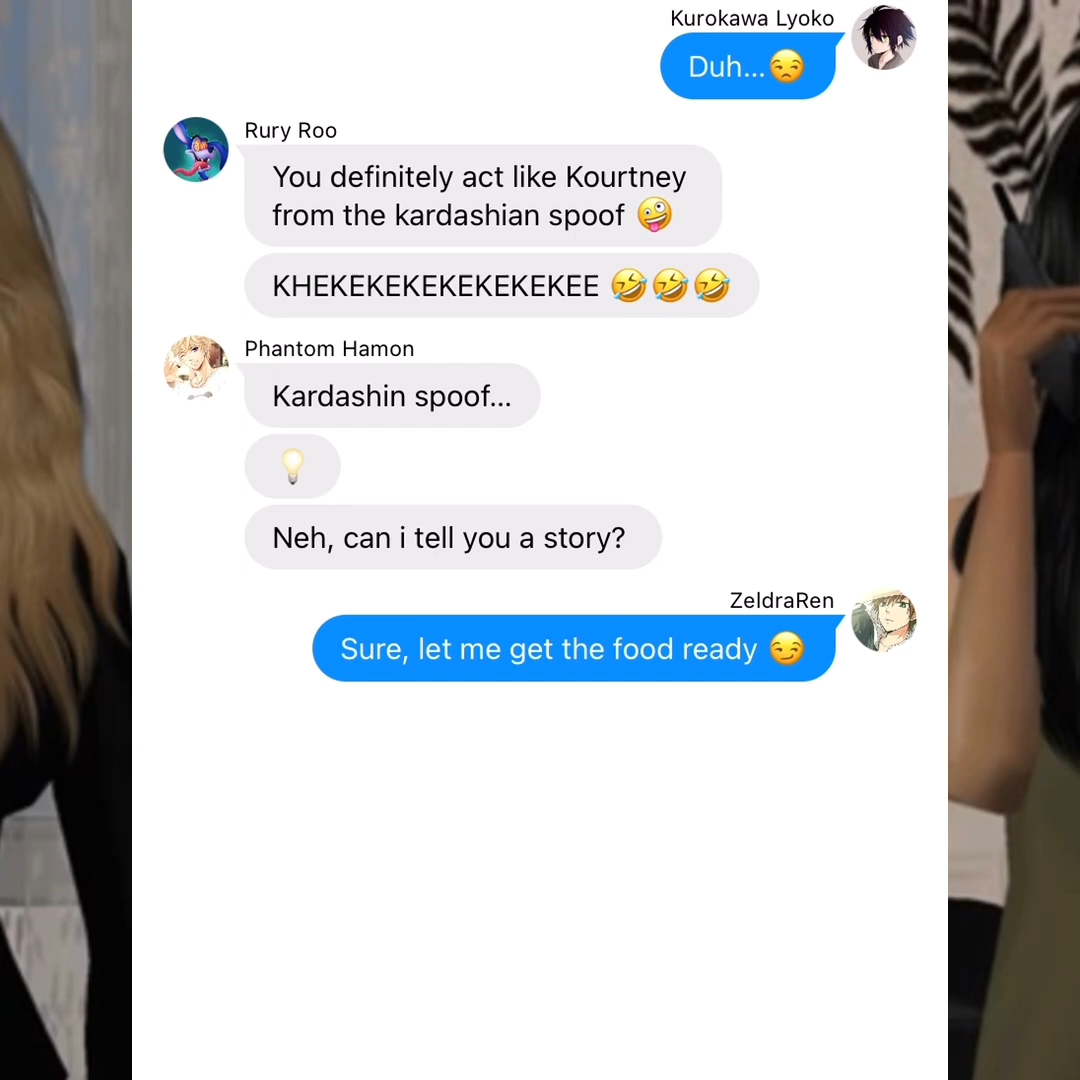 Kurokawa Lyoko
Duh...😒
Rury Roo
You definitely act like Kourtney
from the kardashian spoof 🤪
KHEKEKEKEKEKEKEKEE 🤣🤣🤣
Phantom Hamon
Kardashin spoof...
💡
Neh, can i tell you a story?
ZeldraRen
Sure, let me get the food ready 😏